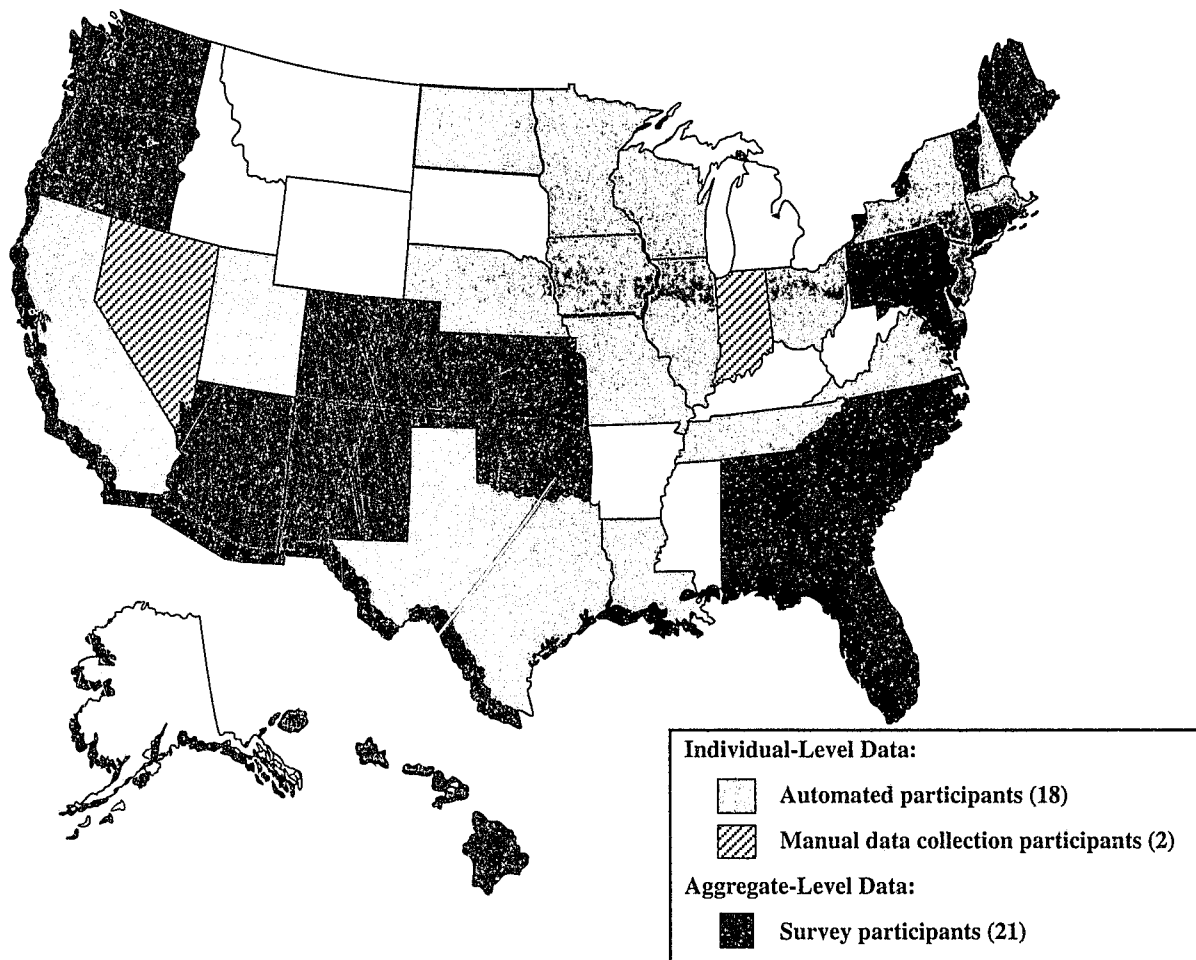 Individual-Level Data:
Automated participants (18)
Manual data collection participants (2)
Aggregate-Level Data:
Survey participants (21)